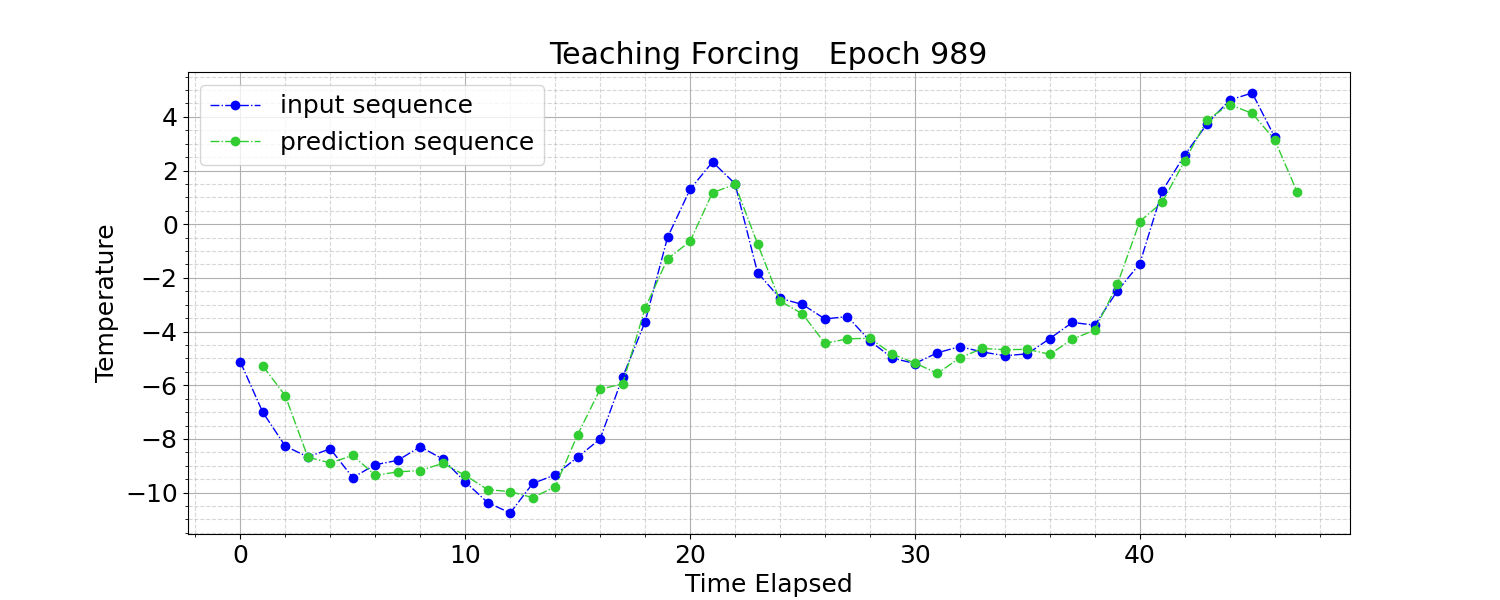 Teaching Forcing   Epoch 989
input sequence
prediction sequence
Temperature
4
2
0
−2
−4
−6
−8
−10
0
10
20
30
40
Time Elapsed